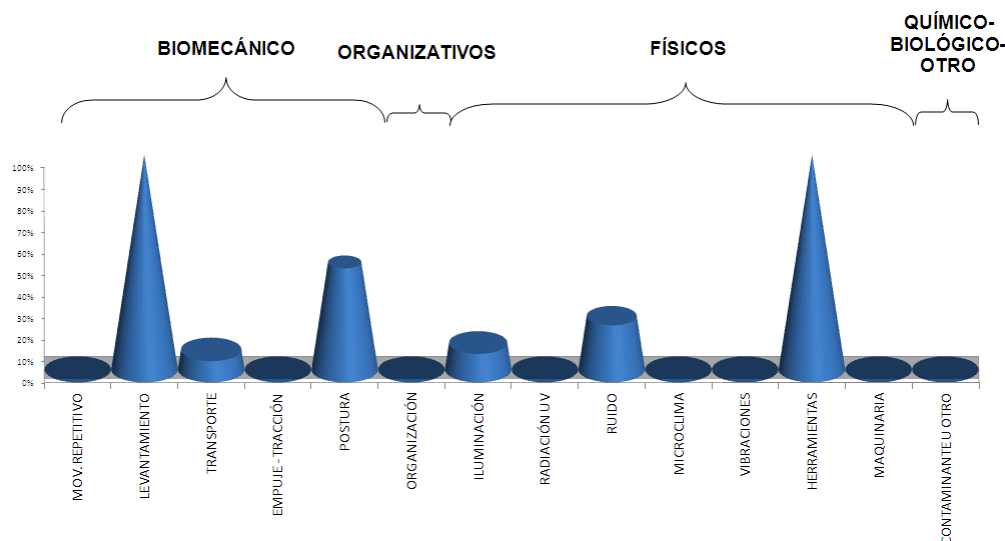 BIOMECÁNICO
ORGANIZATIVOS
FÍSICOS
QUÍMICO-
BIOLÓGICO-
OTRO
100%
90%
80%
70%
60%
50%
40%
30%
20%
10%
0%
MOV. REPETITIVO
LEVANTAMIENTO
TRANSPORTE
EMPUJE - TRACCIÓN
POSTURA
ORGANIZACIÓN
ILUMINACIÓN
RADIACIÓN UV
RUIDO
MICROCLIMA
VIBRACIONES
HERRAMIENTAS
MAQUINARIA
CONTAMINANTE U OTRO